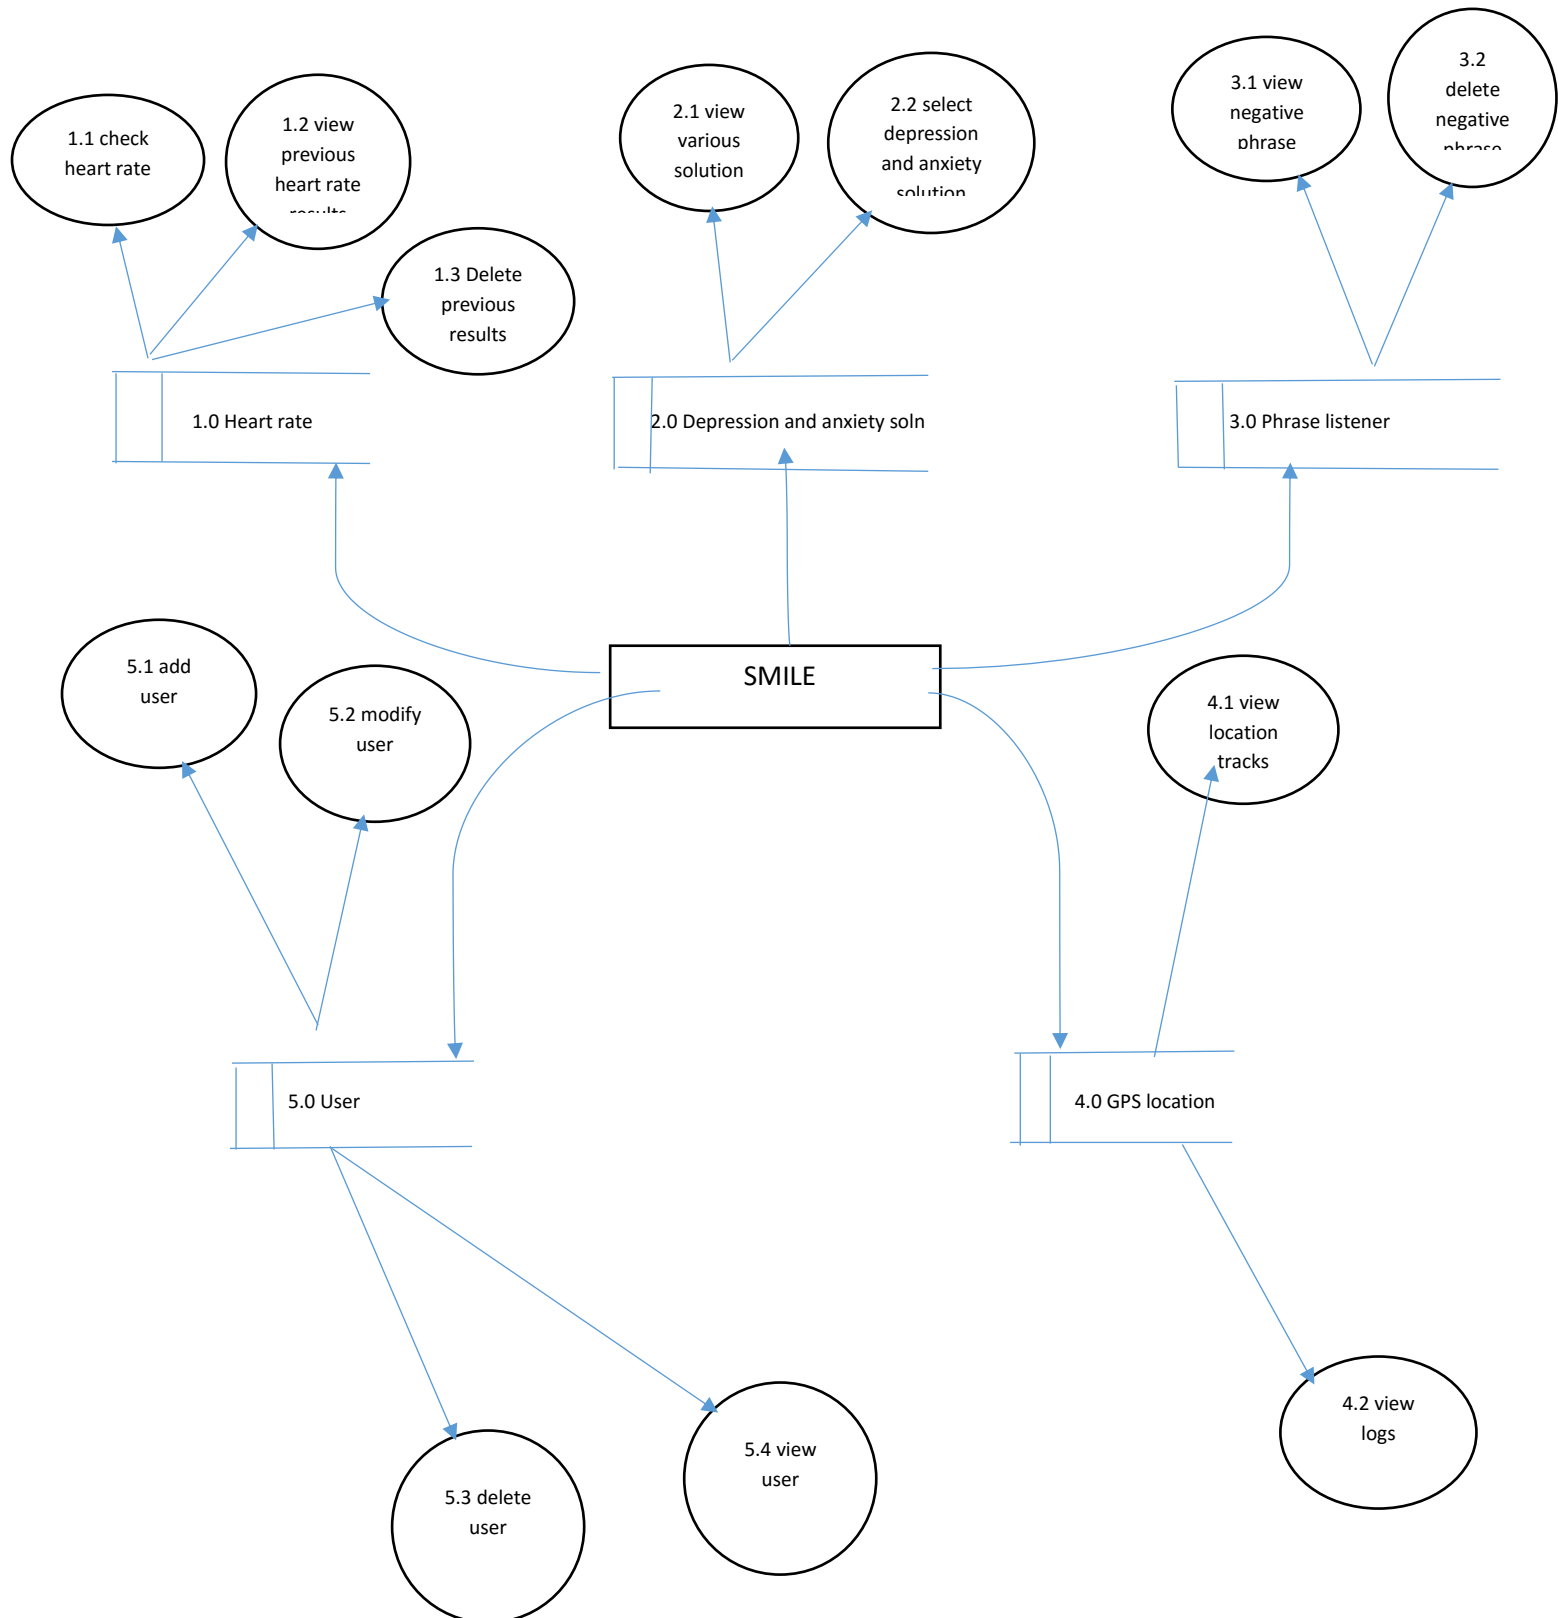 1.1 check
heart rate
1.2 view
previous
heart rate
results
2.1 view
various
solution
2.2 select
depression
and anxiety
solution
3.1 view
negative
phrase
3.2
delete
negative
phrase
1.3 Delete
previous
results
1.0 Heart rate
2.0 Depression and anxiety soln
3.0 Phrase listener
SMILE
5.1 add
user
5.2 modify
user
4.1 view
location
tracks
5.0 User
4.0 GPS location
5.3 delete
user
5.4 view
user
4.2 view
logs